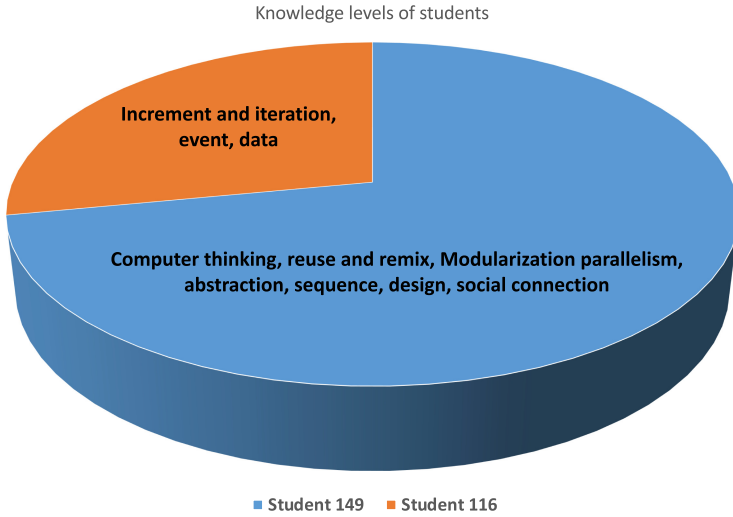 Knowledge levels of students
Increment and iteration,
event, data
Computer thinking, reuse and remix, Modularization parallelism,
abstraction, sequence, design, social connection
Student 149 Student 116